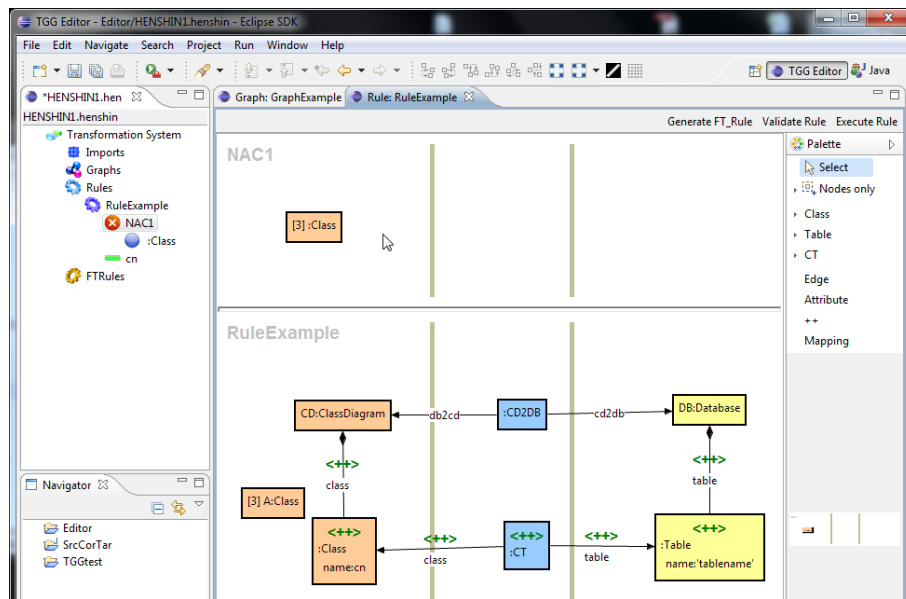 TGG Editor - Editor/HENSHIN1.henshin - Eclipse SDK
File Edit Navigate Search Project Run Window Help
TGG Editor Java
*HENSHIN1.hen
Graph: GraphExample Rule: RuleExample
HENSHIN1.henshin
Generate FT_Rule Validate Rule Execute Rule
Transformation System
Imports
Graphs
Rules
RuleExample
NAC1
:Class
cn
FTRules
NAC1
[3] :Class
Palette
Select
Nodes only
Class
Table
CT
Edge
Attribute
++
Mapping
RuleExample
CD:ClassDiagram
db2cd
:CD2DB
cd2db
DB:Database
<++>
class
<++>
table
[3] A:Class
<++>
:Class
name:cn
<++>
class
<++>
:CT
<++>
table
<++>
:Table
name:'tablename'
Navigator
Editor
SrcCorTar
TGGtest